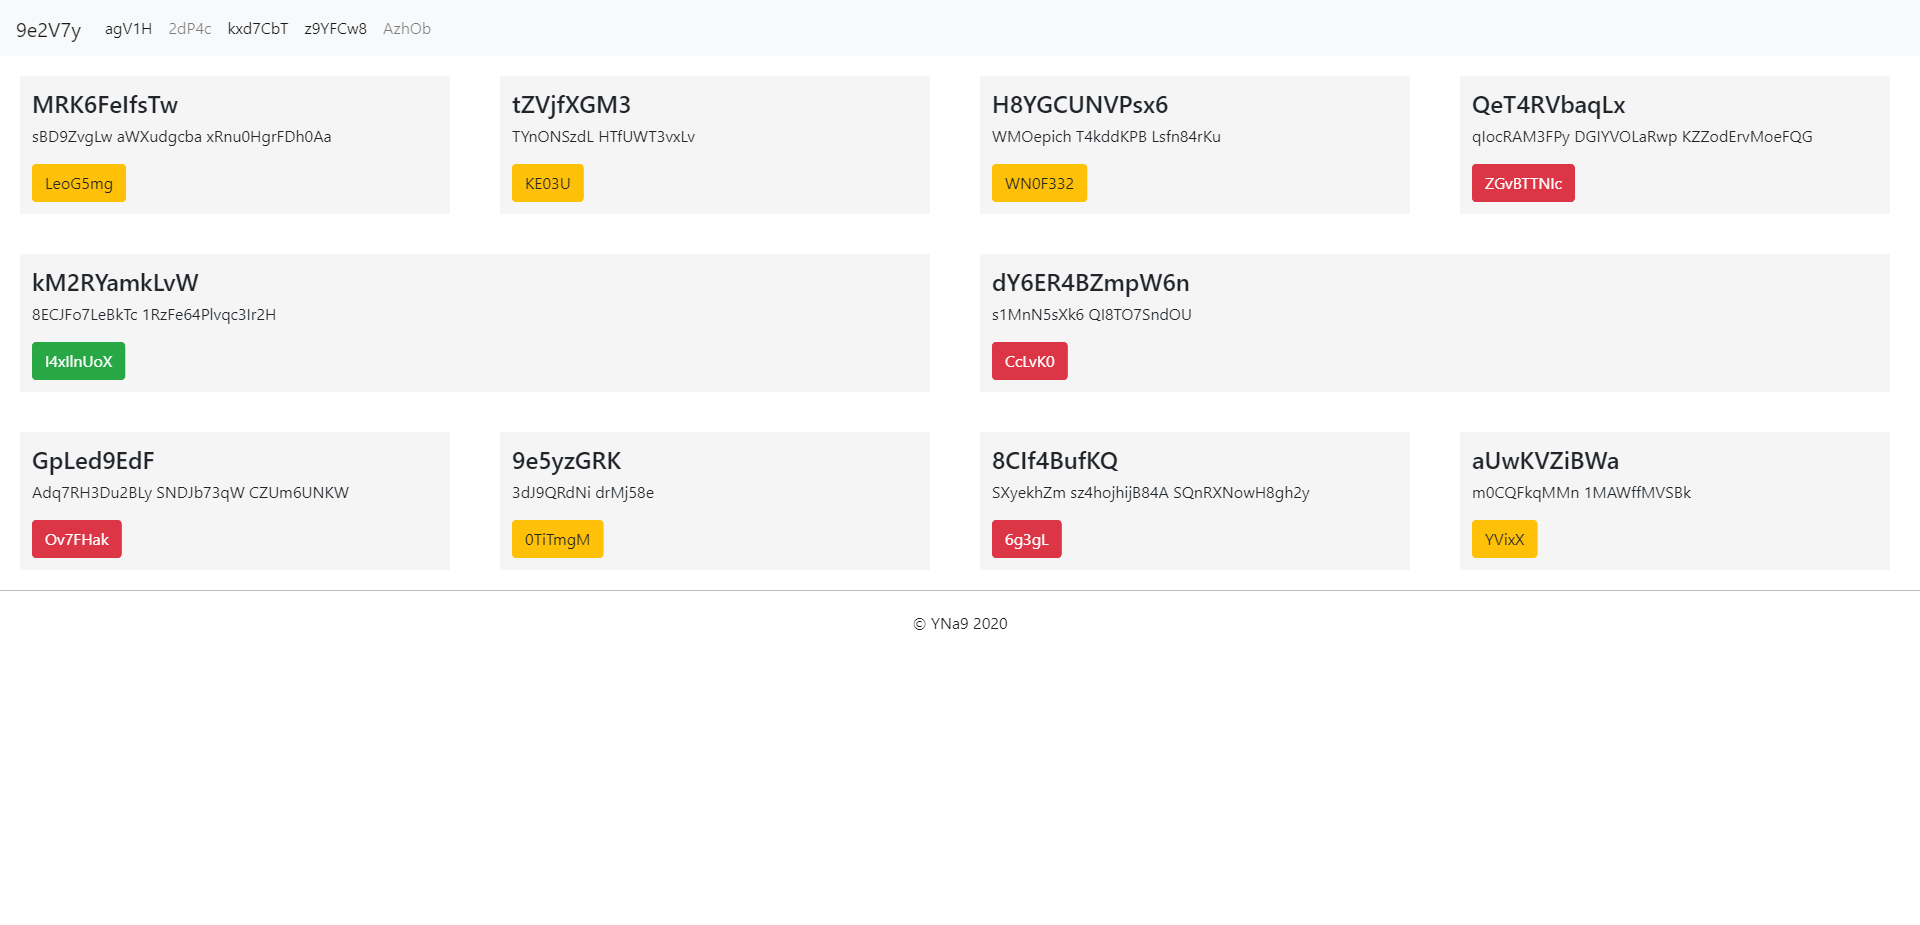 9e2V7y agV1H 2dP4c kxd7CbT z9YFCw8 AzhOb
MRK6FeIfsTw
sBD9ZvgLw aWXudgcba xRnu0HgrFDh0Aa
LeoG5mg
tZVjfXGM3
TYnONSzdL HTfUWT3vxLv
KE03U
H8YGCUNVPsx6
WMOepich T4kddKPB Lsfn84rKu
WN0F332
QeT4RVbaqLx
qIocRAM3FPy DGIYVOLaRwp KZZodErvMoeFQG
ZGvBTTNIc
kM2RYamkLvW
8ECJFo7LeBkTc 1RzFe64Plvqc3Ir2H
I4xIlnUoX
dY6ER4BZmpW6n
s1MnN5sXk6 QI8TO7SndOU
CcLvK0
GpLed9EdF
Adq7RH3Du2BLy SNDJb73qW CZUm6UNKW
Ov7FHak
9e5yzGRK
3dJ9QRdNi drMj58e
0TiTmgM
8CIf4BufKQ
SXyekhZm sz4hojhijB84A SQnRXNowH8gh2y
6g3gL
aUwKVZiBWa
m0CQFkqMMn 1MAWffMVSBk
YVixX
© YNa9 2020